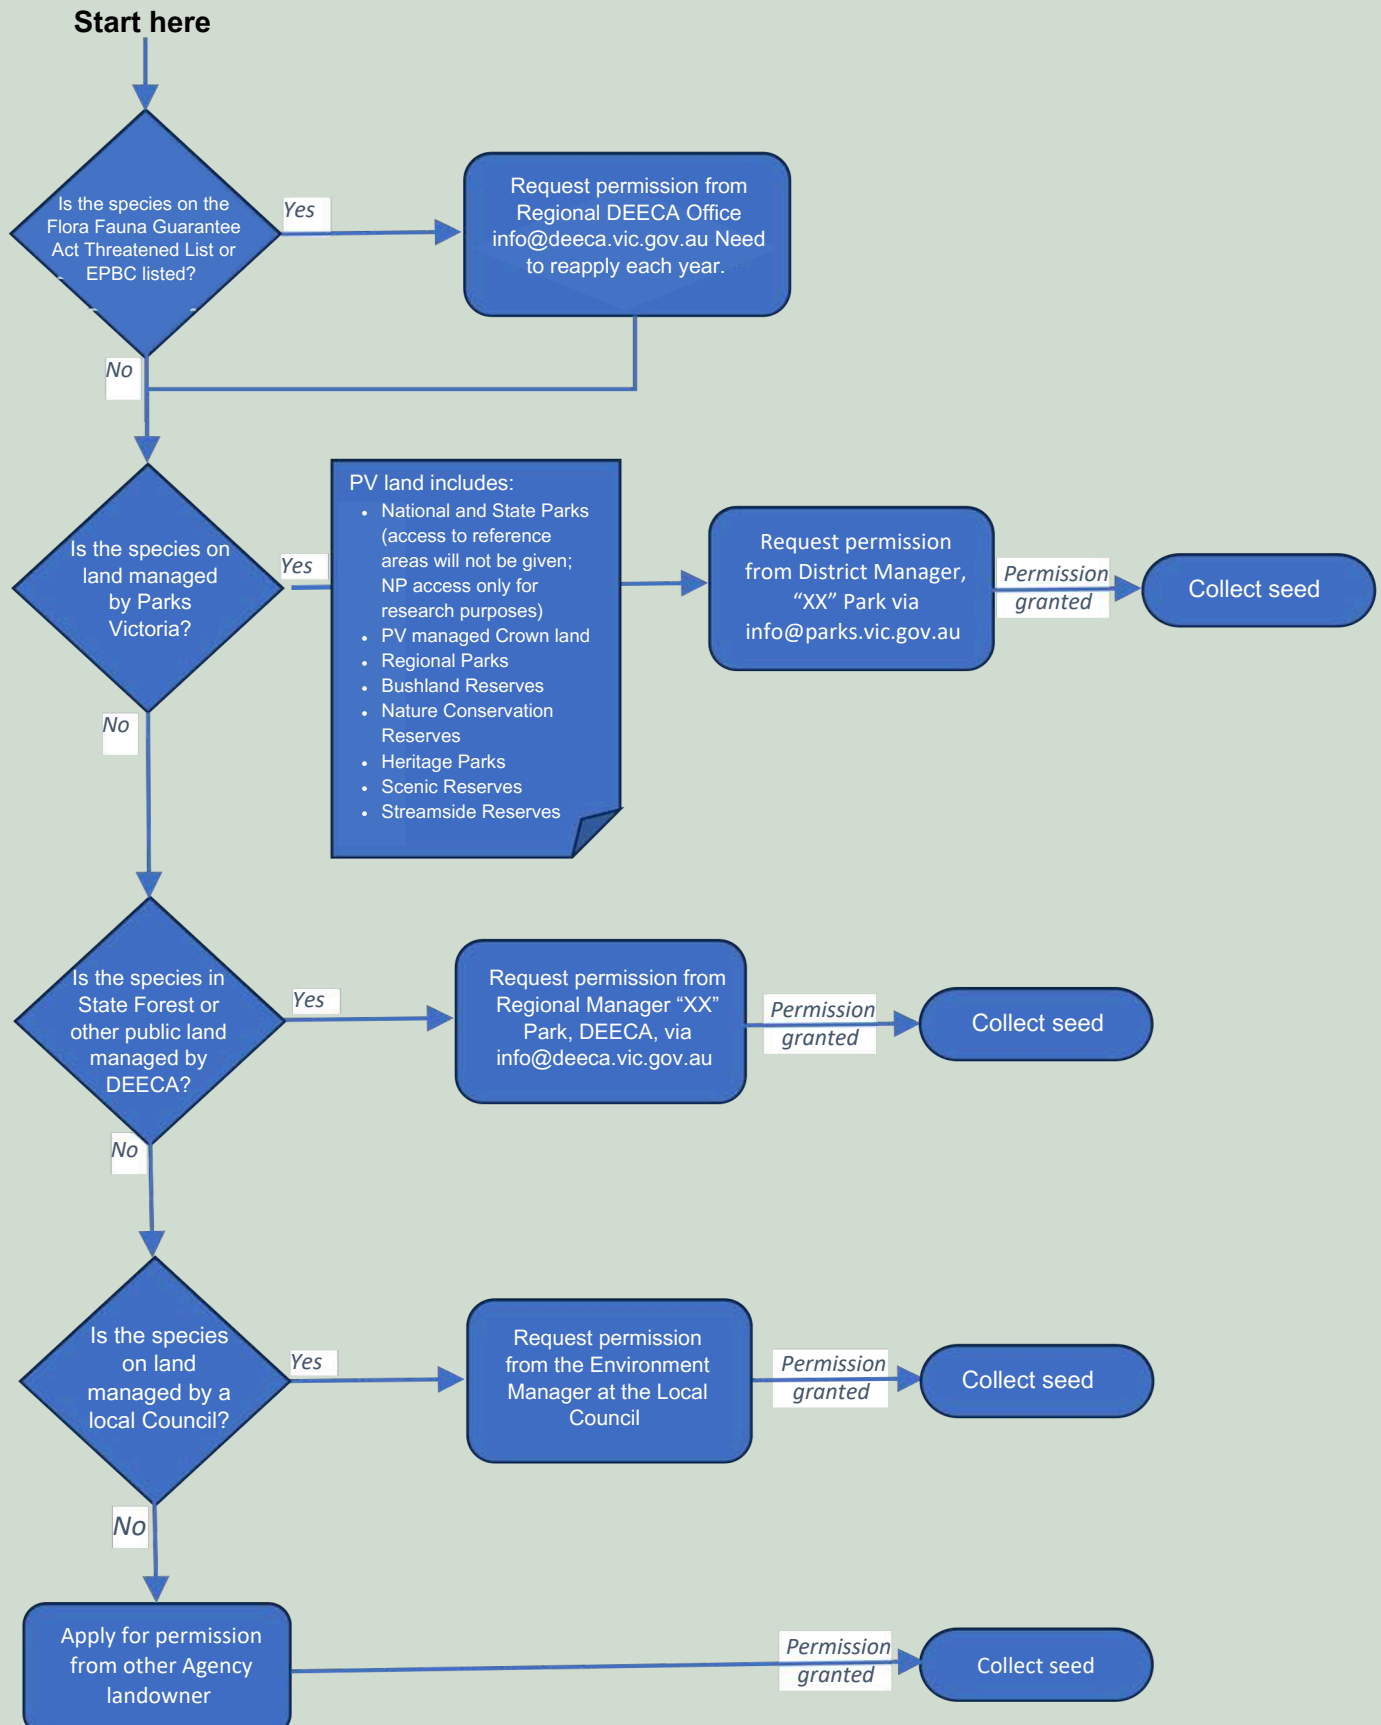 Start here
Is the species on the
Flora Fauna Guarantee
Act Threatened List or
EPBC listed?
Yes
Request permission from
Regional DEECA Office
info@deeca.vic.gov.au Need
to reapply each year.
No
Is the species on
land managed
by Parks
Victoria?
Yes
PV land includes:
• National and State Parks
(access to reference
areas will not be given;
NP access only for
research purposes)
• PV managed Crown land
• Regional Parks
• Bushland Reserves
• Nature Conservation
Reserves
• Heritage Parks
• Scenic Reserves
• Streamside Reserves
Request permission
from District Manager,
“XX” Park via
info@parks.vic.gov.au
Permission
granted
Collect seed
No
Is the species in
State Forest or
other public land
managed by
DEECA?
Yes
Request permission from
Regional Manager “XX”
Park, DEECA, via
info@deeca.vic.gov.au
Permission
granted
Collect seed
No
Is the species
on land
managed by a
local Council?
Yes
Request permission
from the Environment
Manager at the Local
Council
Permission
granted
Collect seed
No
Apply for permission
from other Agency
landowner
Permission
granted
Collect seed